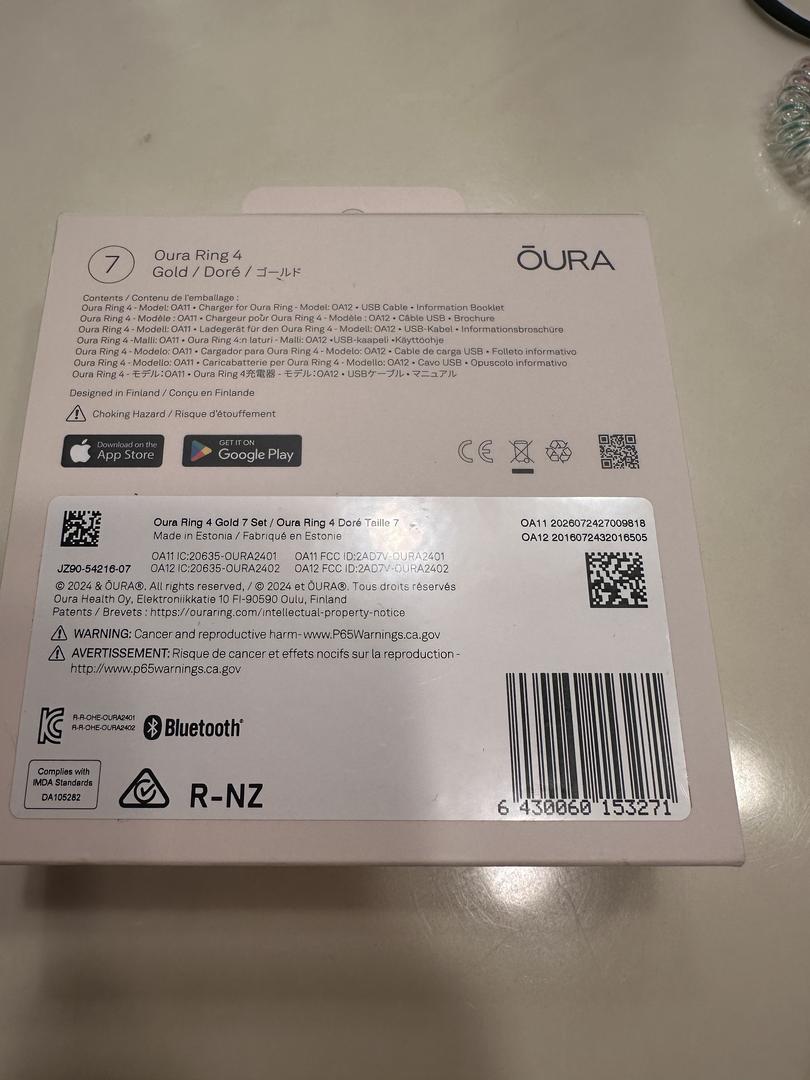 7
Oura Ring 4
Gold / Doré / ゴールド
ŌURA
Contents / Contenu de l'emballage :
Oura Ring 4 - Model: OA11 • Charger for Oura Ring - Model: OA12 • USB Cable • Information Booklet
Oura Ring 4 - Modèle : OA11 • Chargeur pour Oura Ring 4 - Modèle : OA12 • Câble USB • Brochure
Oura Ring 4 - Modell: OA11 • Ladegerät für den Oura Ring 4 - Modell: OA12 • USB-Kabel • Informationsbroschüre
Oura Ring 4 -Malli: OA11 • Oura Ring 4:n laturi - Malli: OA12 •USB-kaapeli •Käyttöohje
Oura Ring 4 - Modelo: OA11 • Cargador para Oura Ring 4 - Modelo: OA12 • Cable de carga USB • Folleto informativo
Oura Ring 4 - Modello: OA11 • Caricabatterie per Oura Ring 4 - Modello: OA12 • Cavo USB • Opuscolo informativo
Oura Ring 4 - モデル：OA11 • Oura Ring 4充電器 - モデル：OA12 • USBケーブル • マニュアル
Designed in Finland / Conçu en Finlande
Choking Hazard / Risque d'étouffement
Download on the
App Store
GET IT ON
Google Play
CE
Oura Ring 4 Gold 7 Set / Oura Ring 4 Doré Taille 7
Made in Estonia / Fabriqué en Estonie
OA11 2026072427009818
OA12 2016072432016505
JZ90-54216-07
OA11 IC:20635-OURA2401 OA11 FCC ID:2AD7V-OURA2401
OA12 IC:20635-OURA2402 OA12 FCC ID:2AD7V-OURA2402
© 2024 & ŌURA®. All rights reserved, / © 2024 et ŌURA®. Tous droits réservés
Oura Health Oy, Elektroniikkatie 10 FI-90590 Oulu, Finland
Patents / Brevets : https://ouraring.com/intellectual-property-notice
WARNING: Cancer and reproductive harm-www.P65Warnings.ca.gov
AVERTISSEMENT: Risque de cancer et effets nocifs sur la reproduction -
http://www.p65warnings.ca.gov
R-R-OHE-OURA2401
R-R-OHE-OURA2402
Bluetooth®
Complies with
IMDA Standards
DA105282
R-NZ
6 430060 153271